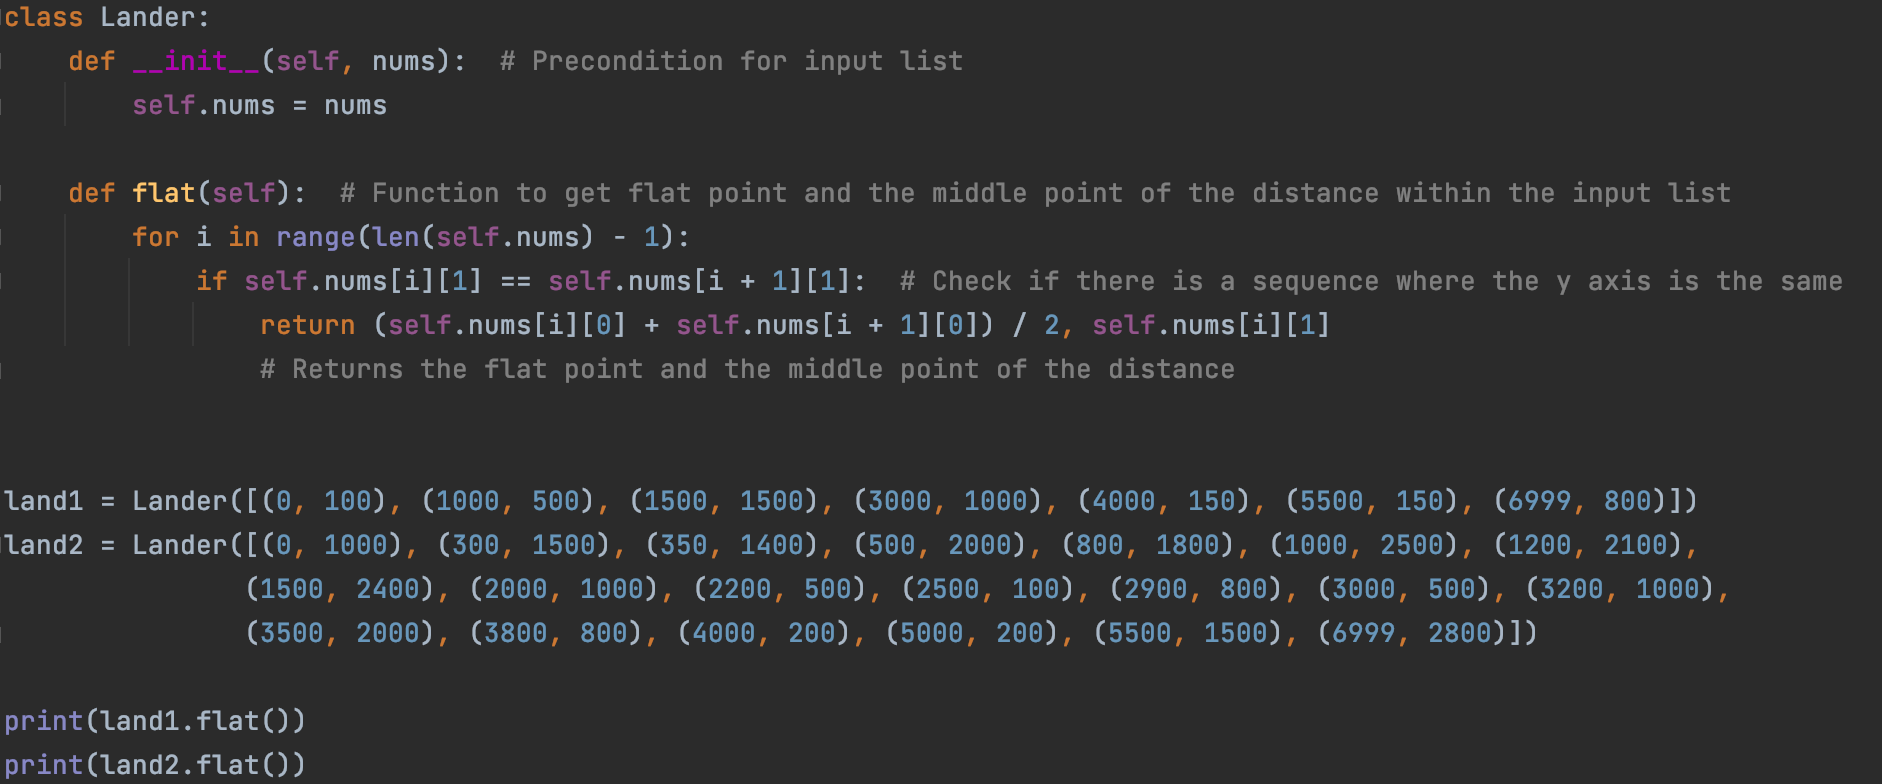 class Lander:
    def __init__(self, nums):  # Precondition for input list
        self.nums = nums
    def flat(self):  # Function to get flat point and the middle point of the distance within the input list
        for i in range(len(self.nums) - 1):
            if self.nums[i][1] == self.nums[i + 1][1]:  # Check if there is a sequence where the y axis is the same
                return (self.nums[i][0] + self.nums[i + 1][0]) / 2, self.nums[i][1]
                # Returns the flat point and the middle point of the distance
land1 = Lander([(0, 100), (1000, 500), (1500, 1500), (3000, 1000), (4000, 150), (5500, 150), (6999, 800)])
land2 = Lander([(0, 1000), (300, 1500), (350, 1400), (500, 2000), (800, 1800), (1000, 2500), (1200, 2100),
               (1500, 2400), (2000, 1000), (2200, 500), (2500, 100), (2900, 800), (3000, 500), (3200, 1000),
               (3500, 2000), (3800, 800), (4000, 200), (5000, 200), (5500, 1500), (6999, 2800)])
print(land1.flat())
print(land2.flat())